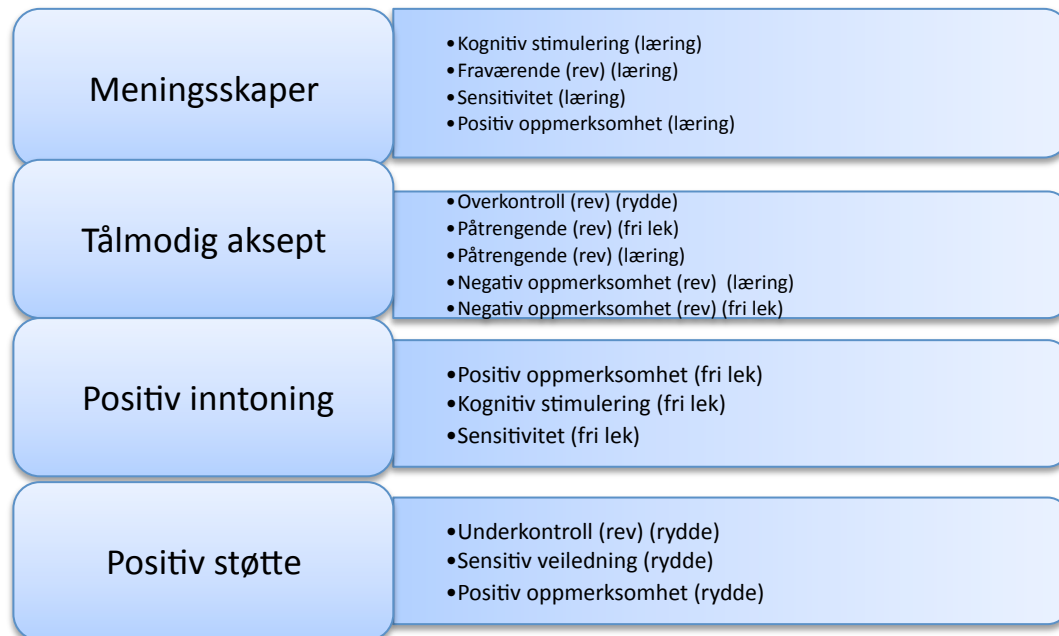 Meningsskaper
•Kognitiv stimulering (læring)
•Fraværende (rev) (læring)
•Sensitivitet (læring)
•Positiv oppmerksomhet (læring)
Tålmodig aksept
•Overkontroll (rev) (rydde)
•Påtrengende (rev) (fri lek)
•Påtrengende (rev) (læring)
•Negativ oppmerksomhet (rev) (læring)
•Negativ oppmerksomhet (rev) (fri lek)
Positiv inntoning
•Positiv oppmerksomhet (fri lek)
•Kognitiv stimulering (fri lek)
•Sensitivitet (fri lek)
Positiv støtte
•Underkontroll (rev) (rydde)
•Sensitiv veiledning (rydde)
•Positiv oppmerksomhet (rydde)